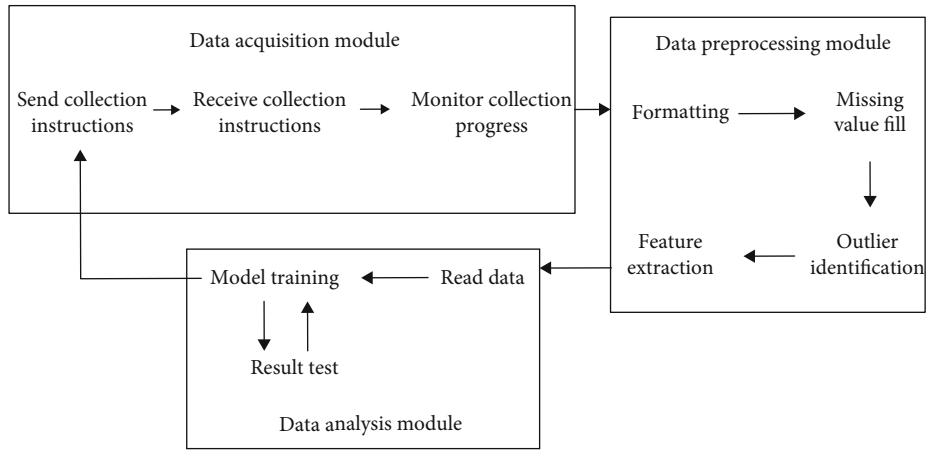 Data acquisition module
Send collection
instructions
Receive collection
instructions
Monitor collection
progress
Data preprocessing module
Formatting
Missing
value fill
Feature
extraction
Outlier
identification
Model training
Read data
Result test
Data analysis module